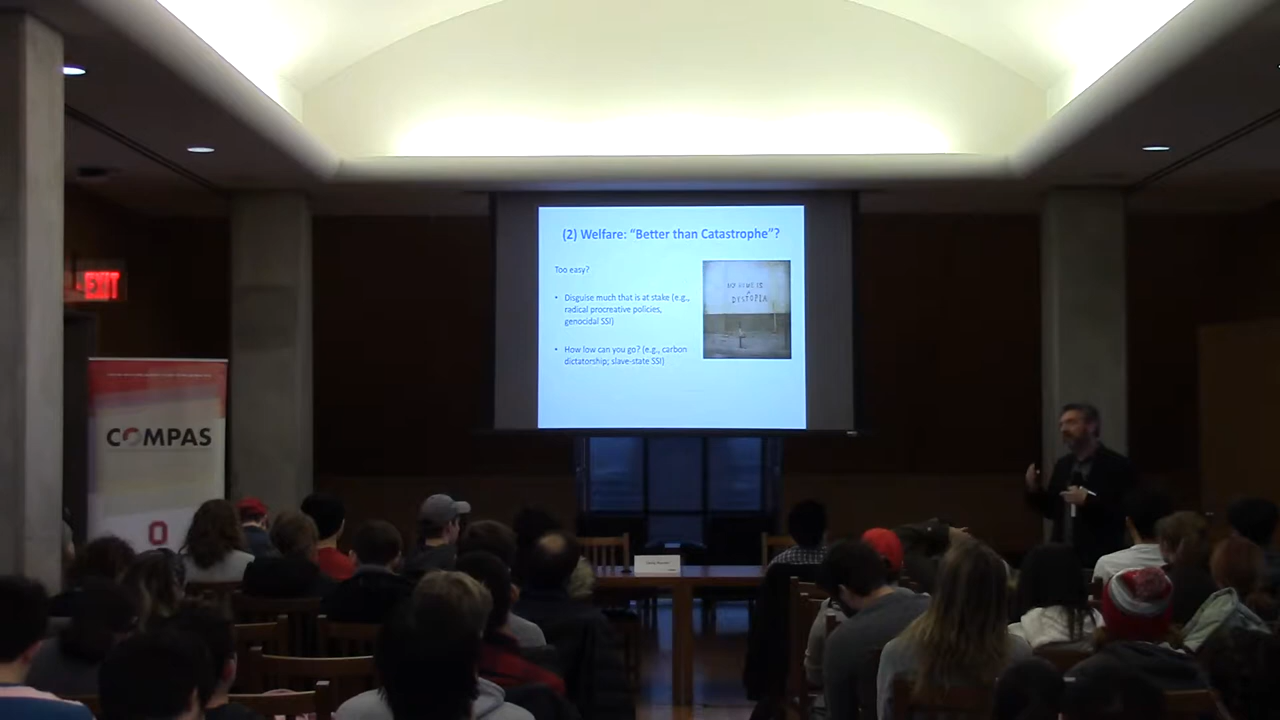 (2) Welfare: “Better than Catastrophe”?
Too easy?
• Disguise much that is at stake (e.g.,
radical procreative policies,
genocidal SSI)
• How low can you go? (e.g., carbon
dictatorship; slave-state SSI)
DYSTOPIA
EXIT
COMPAS
O